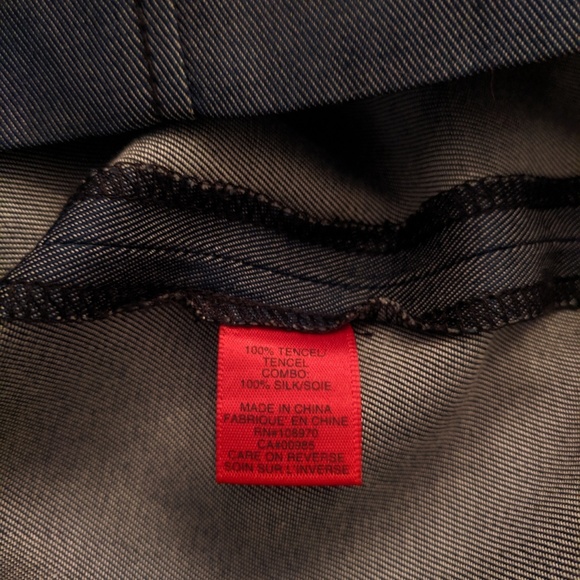 100% TENCEL/
TENCEL
COMBO:
100% SILK/SOIE
MADE IN CHINA
FABRIQUE' EN CHINE
RN#108970
CA#00985
CARE ON REVERSE
SOIN SUR L'INVERSE